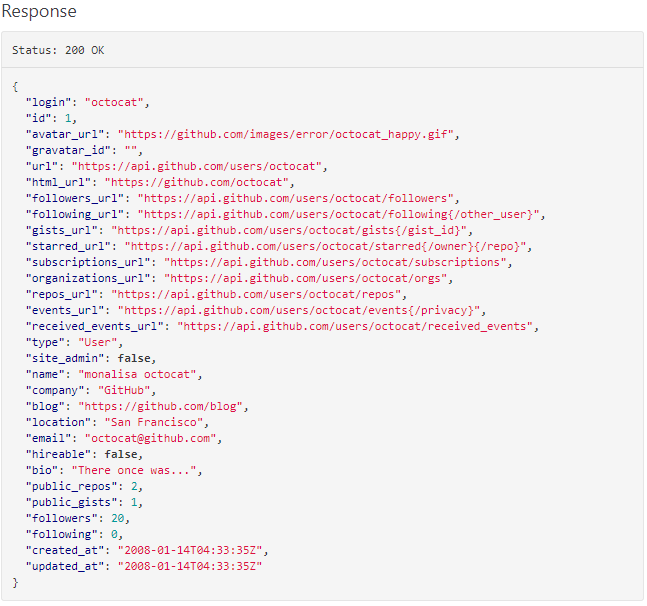 Response
Status: 200 OK
{
  "login": "octocat",
  "id": 1,
  "avatar_url": "https://github.com/images/error/octocat_happy.gif",
  "gravatar_id": "",
  "url": "https://api.github.com/users/octocat",
  "html_url": "https://github.com/octocat",
  "followers_url": "https://api.github.com/users/octocat/followers",
  "following_url": "https://api.github.com/users/octocat/following{/other_user}",
  "gists_url": "https://api.github.com/users/octocat/gists{/gist_id}",
  "starred_url": "https://api.github.com/users/octocat/starred{/owner}{/repo}",
  "subscriptions_url": "https://api.github.com/users/octocat/subscriptions",
  "organizations_url": "https://api.github.com/users/octocat/orgs",
  "repos_url": "https://api.github.com/users/octocat/repos",
  "events_url": "https://api.github.com/users/octocat/events{/privacy}",
  "received_events_url": "https://api.github.com/users/octocat/received_events",
  "type": "User",
  "site_admin": false,
  "name": "monalisa octocat",
  "company": "GitHub",
  "blog": "https://github.com/blog",
  "location": "San Francisco",
  "email": "octocat@github.com",
  "hireable": false,
  "bio": "There once was...",
  "public_repos": 2,
  "public_gists": 1,
  "followers": 20,
  "following": 0,
  "created_at": "2008-01-14T04:33:35Z",
  "updated_at": "2008-01-14T04:33:35Z"
}